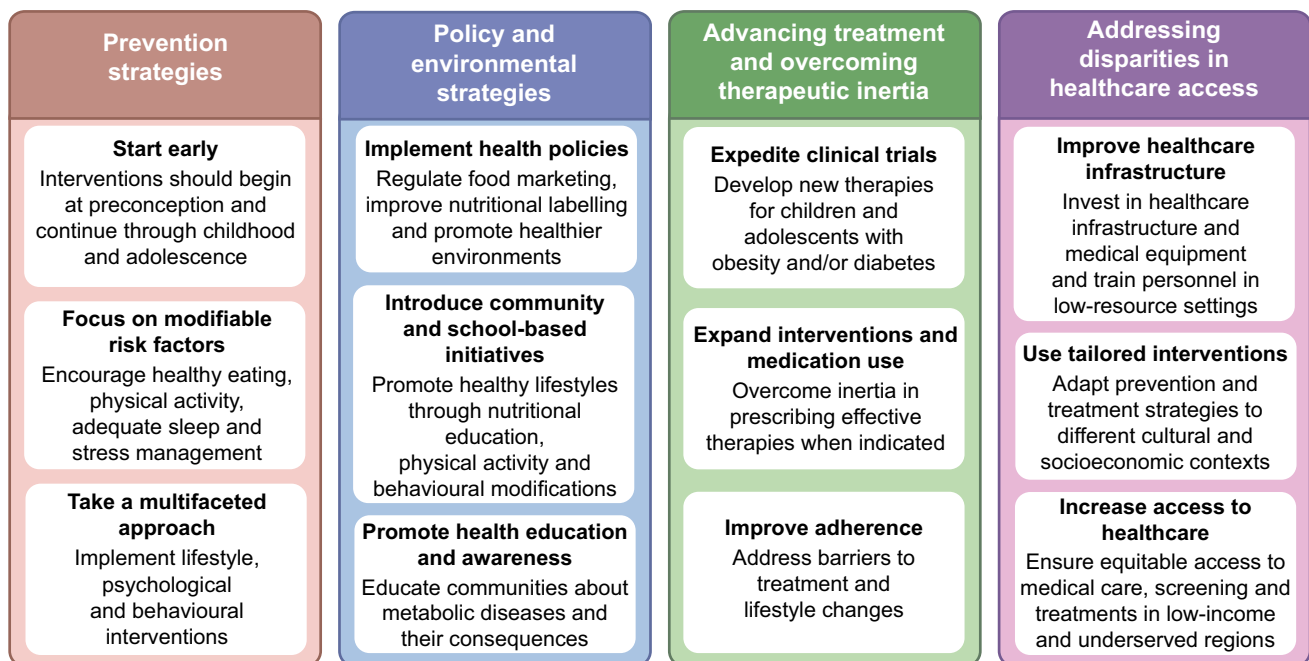 Prevention
strategies
Start early
Interventions should begin
at preconception and
continue through childhood
and adolescence
Focus on modifiable
risk factors
Encourage healthy eating,
physical activity,
adequate sleep and
stress management
Take a multifaceted
approach
Implement lifestyle,
psychological
and behavioural
interventions
Policy and
environmental
strategies
Implement health policies
Regulate food marketing,
improve nutritional labelling
and promote healthier
environments
Introduce community
and school-based
initiatives
Promote healthy lifestyles
through nutritional
education,
physical activity and
behavioural modifications
Promote health education
and awareness
Educate communities about
metabolic diseases and
their consequences
Advancing treatment
and overcoming
therapeutic inertia
Expedite clinical trials
Develop new therapies
for children and
adolescents with
obesity and/or diabetes
Expand interventions and
medication use
Overcome inertia in
prescribing effective
therapies when indicated
Improve adherence
Address barriers to
treatment and
lifestyle changes
Addressing
disparities in
healthcare access
Improve healthcare
infrastructure
Invest in healthcare
infrastructure and
medical equipment
and train personnel in
low-resource settings
Use tailored interventions
Adapt prevention and
treatment strategies to
different cultural and
socioeconomic contexts
Increase access to
healthcare
Ensure equitable access to
medical care, screening and
treatments in low-income
and underserved regions